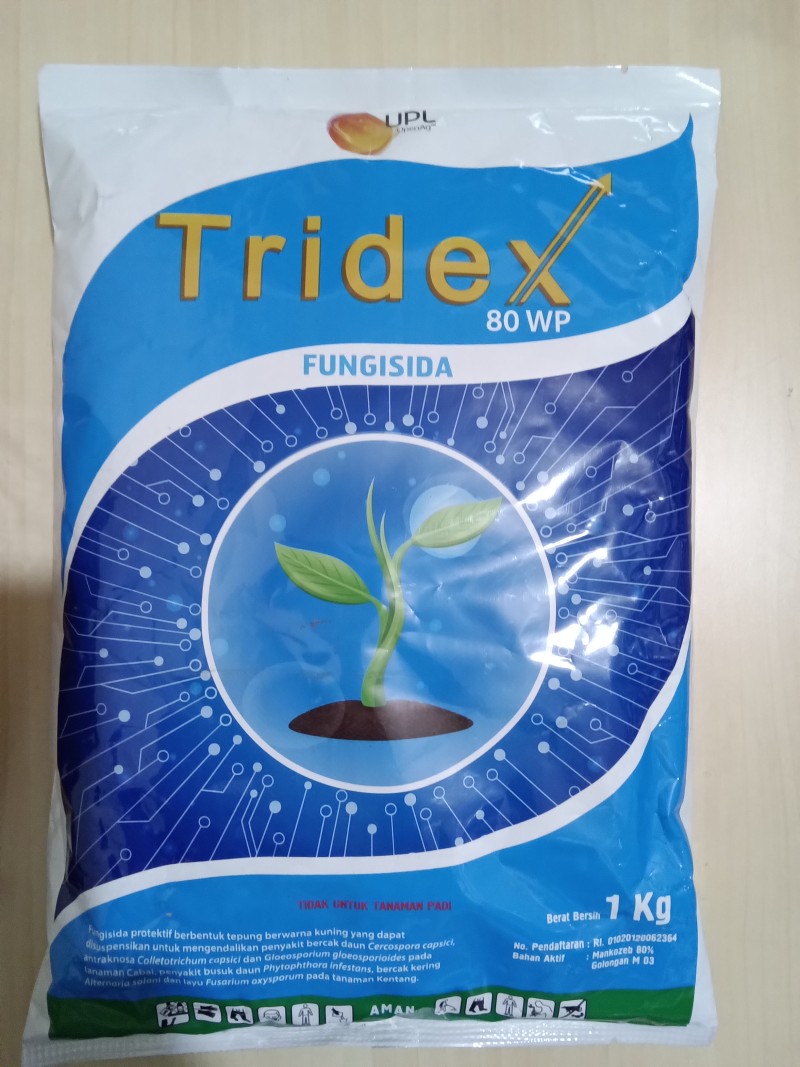 UPL
OpenAg™
Tridex
80 WP
FUNGISIDA
TIDAK UNTUK TANAMAN PADI
Berat Bersih 1 Kg
Fungisida protektif berbentuk tepung berwarna kuning yang dapat
disuspensikan untuk mengendalikan penyakit bercak daun Cercospora capsici,
antraknosa Colletotrichum capsici dan Gloeosporium gloeosporioides pada
tanaman Cabai, penyakit busuk daun Phytophthora infestans, bercak kering
Alternaria solani dan layu Fusarium oxysporum pada tanaman Kentang.
No. Pendaftaran : RI. 01020120062364
Bahan Aktif : Mankozeb 80%
Golongan M 03
AMAN